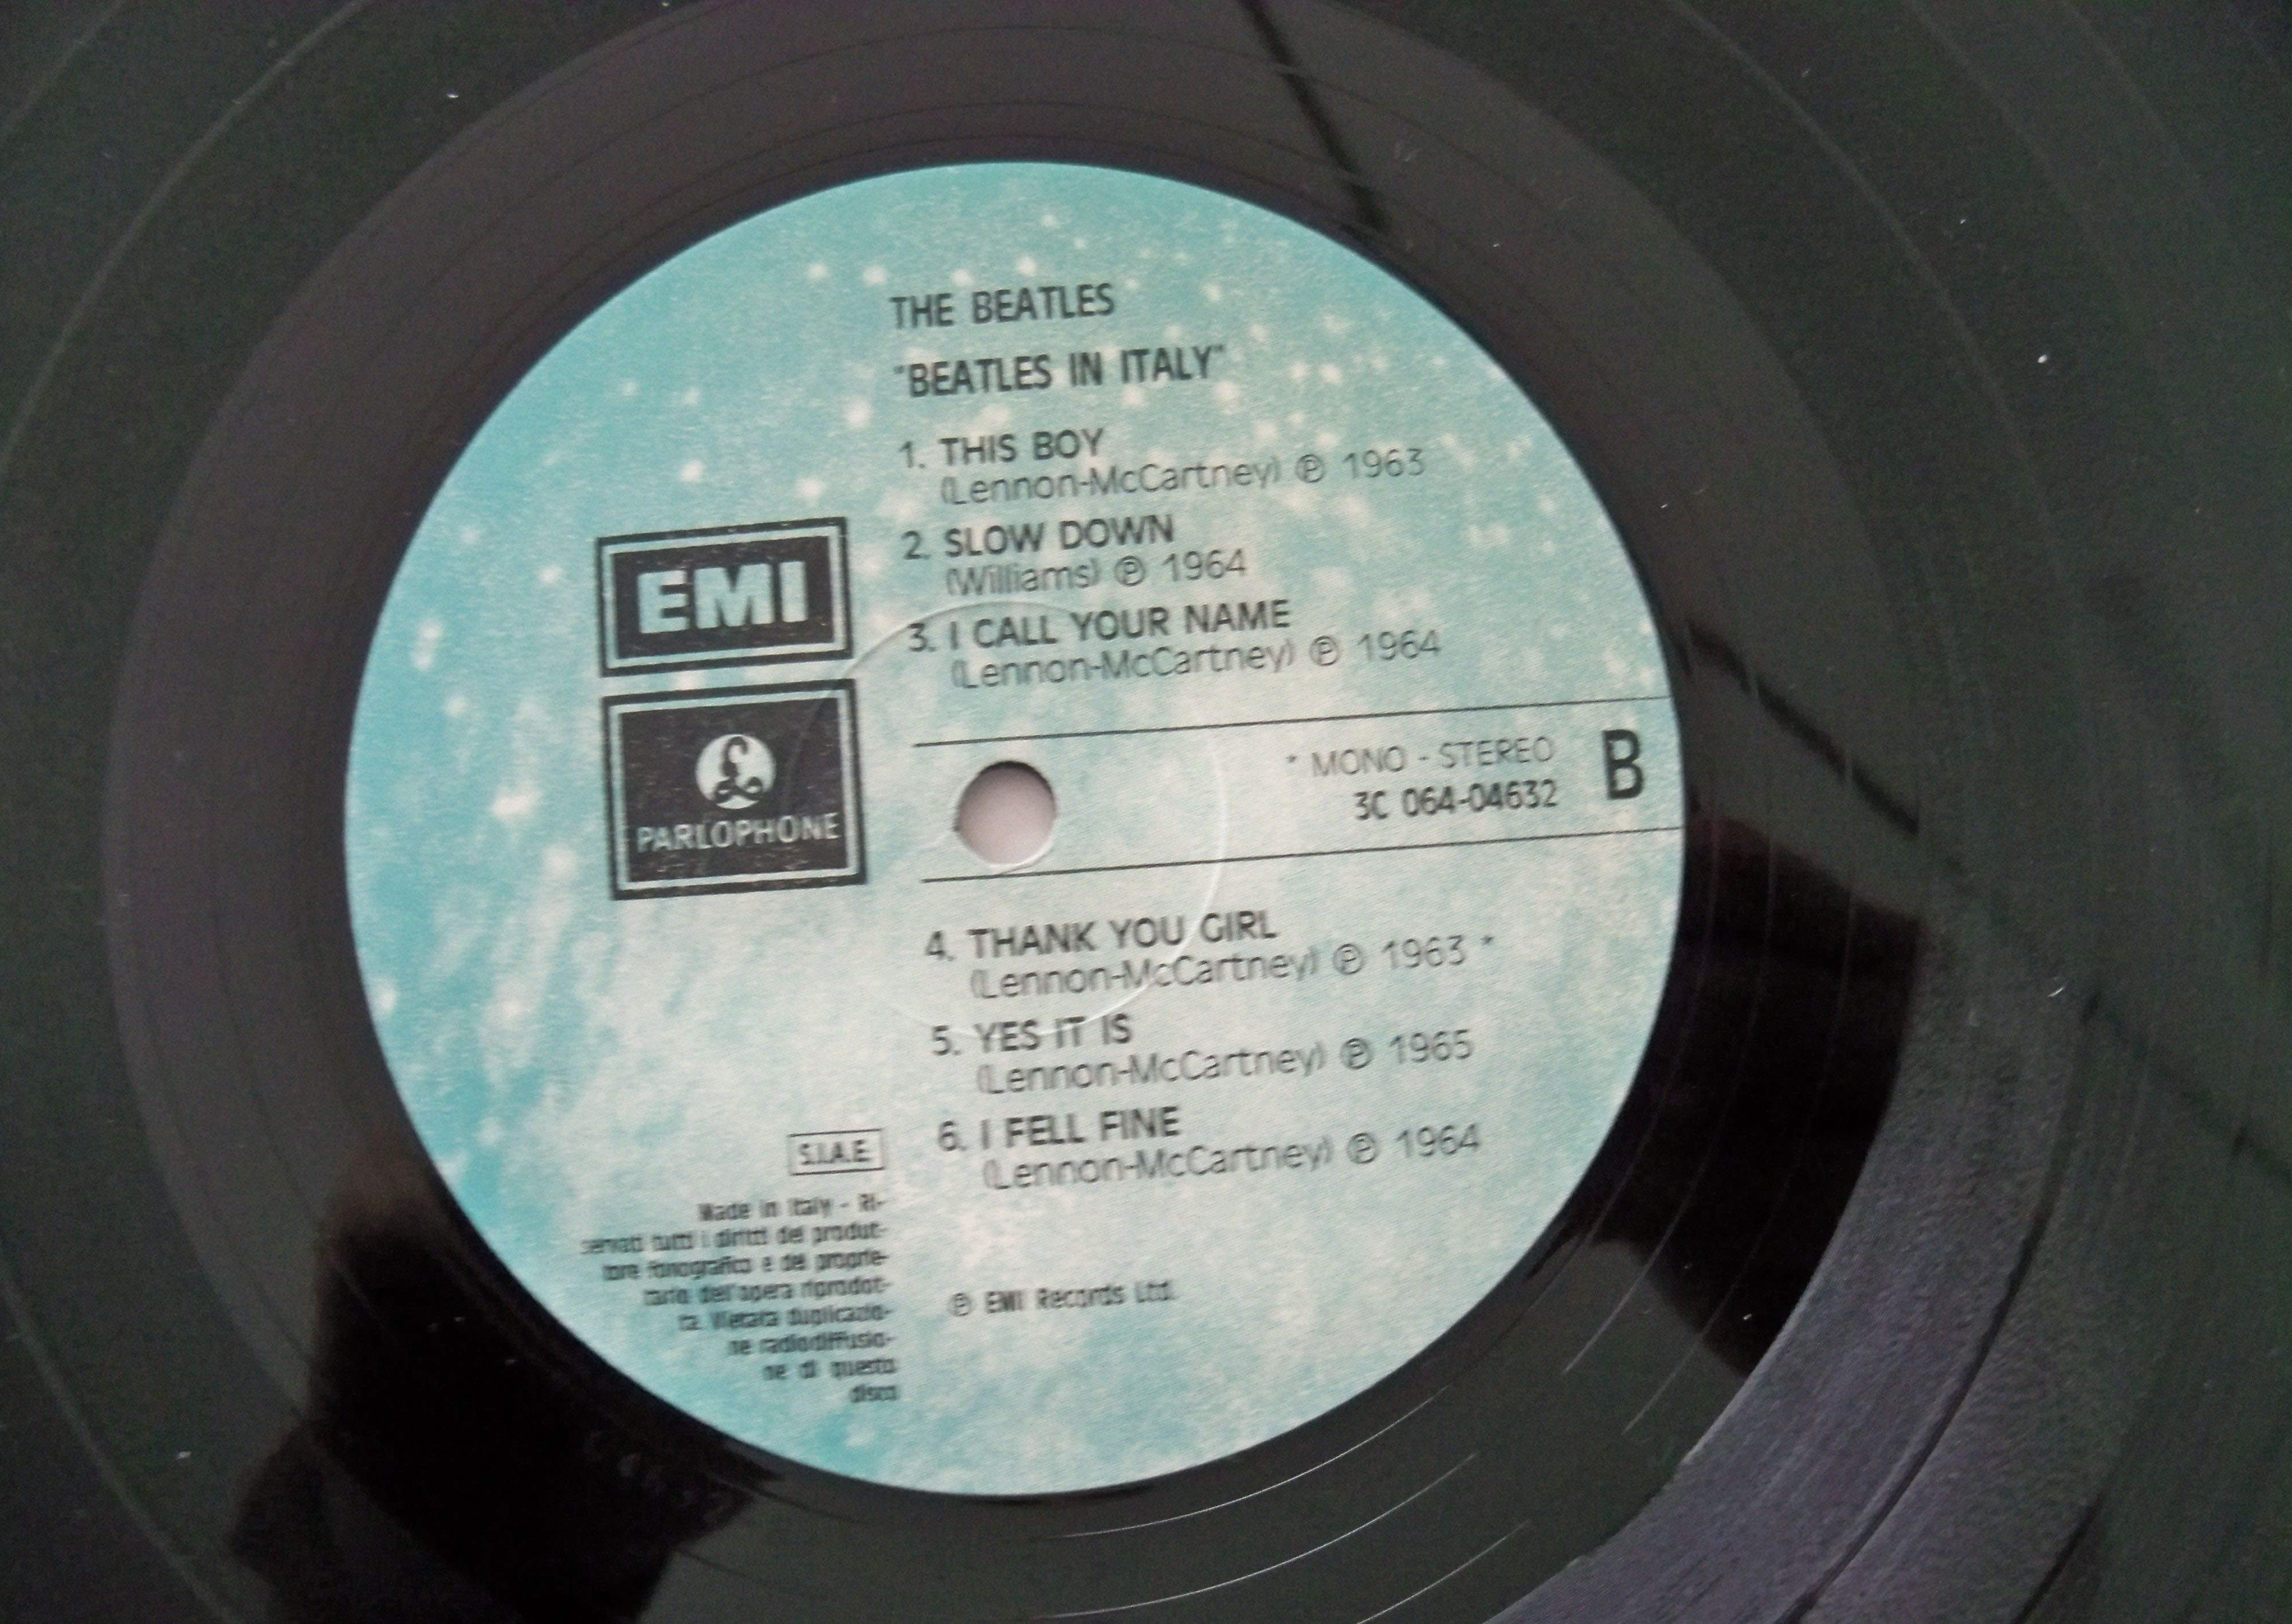 THE BEATLES
"BEATLES IN ITALY"
1. THIS BOY
(Lennon-McCartney) ℗ 1963
2. SLOW DOWN
(Williams) ℗ 1964
3. I CALL YOUR NAME
(Lennon-McCartney) ℗ 1964
EMI
PARLOPHONE
* MONO - STEREO
3C 064-04632
B
4. THANK YOU GIRL
(Lennon-McCartney) ℗ 1963 *
5. YES IT IS
(Lennon-McCartney) ℗ 1965
6. I FELL FINE
(Lennon-McCartney) ℗ 1964
S.I.A.E.
Made in Italy - Ri-
servati tutti i diritti del produt-
tore fonografico e del proprie-
tario dell'opera riprodot-
ta. Vietata duplicazio-
ne radiodiffusio-
ne di questo
disco
℗ EMI Records Ltd.